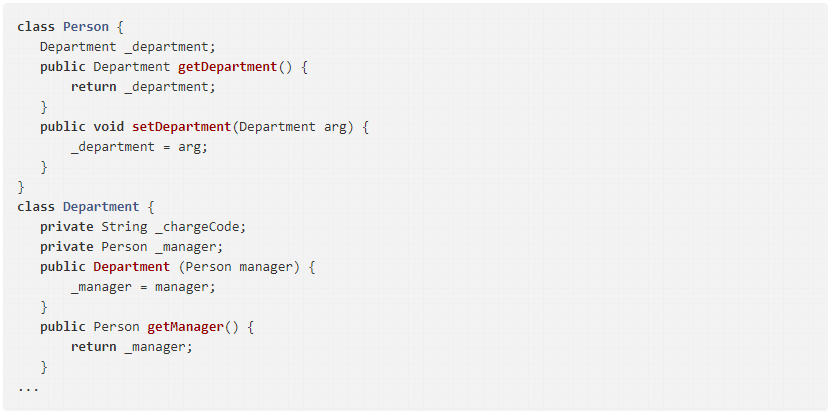 class Person {
   Department _department;
   public Department getDepartment() {
       return _department;
   }
   public void setDepartment(Department arg) {
       _department = arg;
   }
}
class Department {
   private String _chargeCode;
   private Person _manager;
   public Department (Person manager) {
       _manager = manager;
   }
   public Person getManager() {
       return _manager;
   }
...